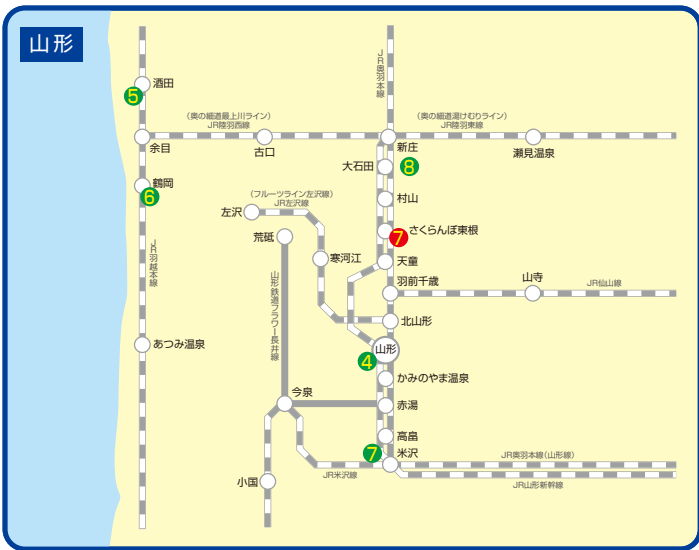 山形
JR奥羽本線
酒田
5
(奥の細道最上川ライン)
JR陸羽西線
(奥の細道湯けむりライン)
JR陸羽東線
余目
古口
新庄
瀬見温泉
大石田
8
鶴岡
6
村山
(フルーツライン左沢線)
JR左沢線
左沢
さくらんぼ東根
7
荒砥
寒河江
天童
JR羽越本線
山形鉄道フラワー長井線
羽前千歳
山寺
JR仙山線
北山形
あつみ温泉
山形
4
かみのやま温泉
今泉
赤湯
高畠
7
米沢
JR奥羽本線(山形線)
JR米沢線
小国
JR山形新幹線